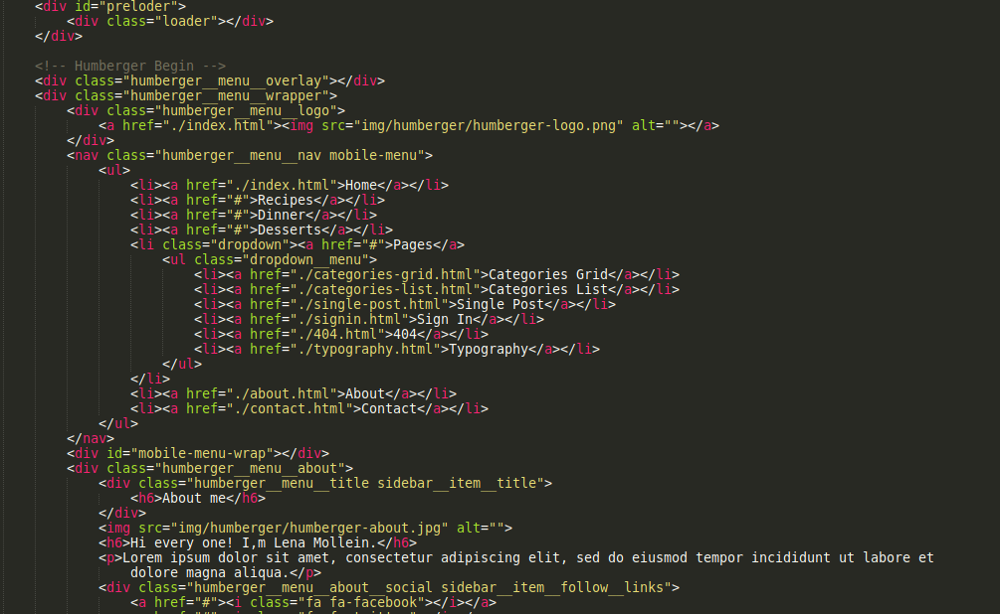 <div id="preloder">
<div class="loader"></div>
</div>
<!-- Humberger Begin -->
<div class="humberger__menu__overlay"></div>
<div class="humberger__menu__wrapper">
<div class="humberger__menu__logo">
<a href="./index.html"><img src="img/humberger/humberger-logo.png" alt=""></a>
</div>
<nav class="humberger__menu__nav mobile-menu">
<ul>
<li><a href="./index.html">Home</a></li>
<li><a href="#">Recipes</a></li>
<li><a href="#">Dinner</a></li>
<li><a href="#">Desserts</a></li>
<li class="dropdown"><a href="#">Pages</a>
<ul class="dropdown__menu">
<li><a href="./categories-grid.html">Categories Grid</a></li>
<li><a href="./categories-list.html">Categories List</a></li>
<li><a href="./single-post.html">Single Post</a></li>
<li><a href="./signin.html">Sign In</a></li>
<li><a href="./404.html">404</a></li>
<li><a href="./typography.html">Typography</a></li>
</ul>
</li>
<li><a href="./about.html">About</a></li>
<li><a href="./contact.html">Contact</a></li>
</ul>
</nav>
<div id="mobile-menu-wrap"></div>
<div class="humberger__menu__about">
<div class="humberger__menu__title sidebar__item__title">
<h6>About me</h6>
</div>
<img src="img/humberger/humberger-about.jpg" alt="">
<h6>Hi every one! I,m Lena Mollein.</h6>
<p>Lorem ipsum dolor sit amet, consectetur adipiscing elit, sed do eiusmod tempor incididunt ut labore et
dolore magna aliqua.</p>
<div class="humberger__menu__about__social sidebar__item__follow__links">
<a href="#"><i class="fa fa-facebook"></i></a>